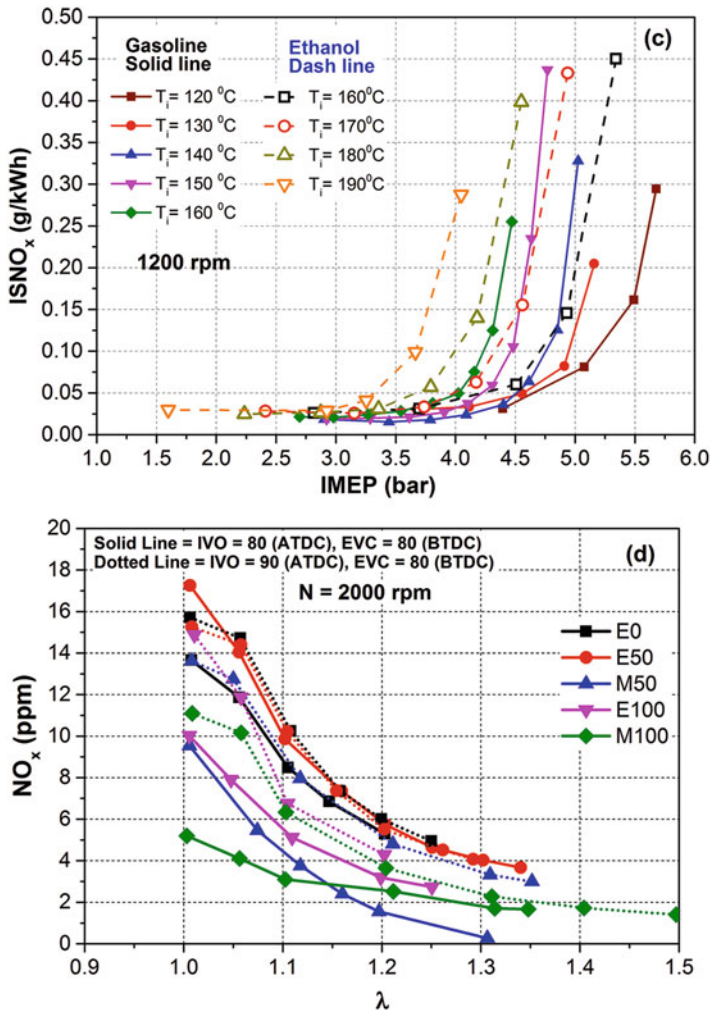 (c)
Gasoline
Solid line
Ethanol
Dash line
Ti= 120 °C
Ti= 130 °C
Ti= 140 °C
Ti= 150 °C
Ti= 160 °C
Ti= 160°C
Ti= 170°C
Ti= 180°C
Ti= 190°C
1200 rpm
ISNOx (g/kWh)
0.50
0.45
0.40
0.35
0.30
0.25
0.20
0.15
0.10
0.05
0.00
1.0 1.5 2.0 2.5 3.0 3.5 4.0 4.5 5.0 5.5 6.0
IMEP (bar)
(d)
Solid Line = IVO = 80 (ATDC), EVC = 80 (BTDC)
Dotted Line = IVO = 90 (ATDC), EVC = 80 (BTDC)
N = 2000 rpm
E0
E50
M50
E100
M100
NOx (ppm)
20
18
16
14
12
10
8
6
4
2
0
0.9 1.0 1.1 1.2 1.3 1.4 1.5
λ